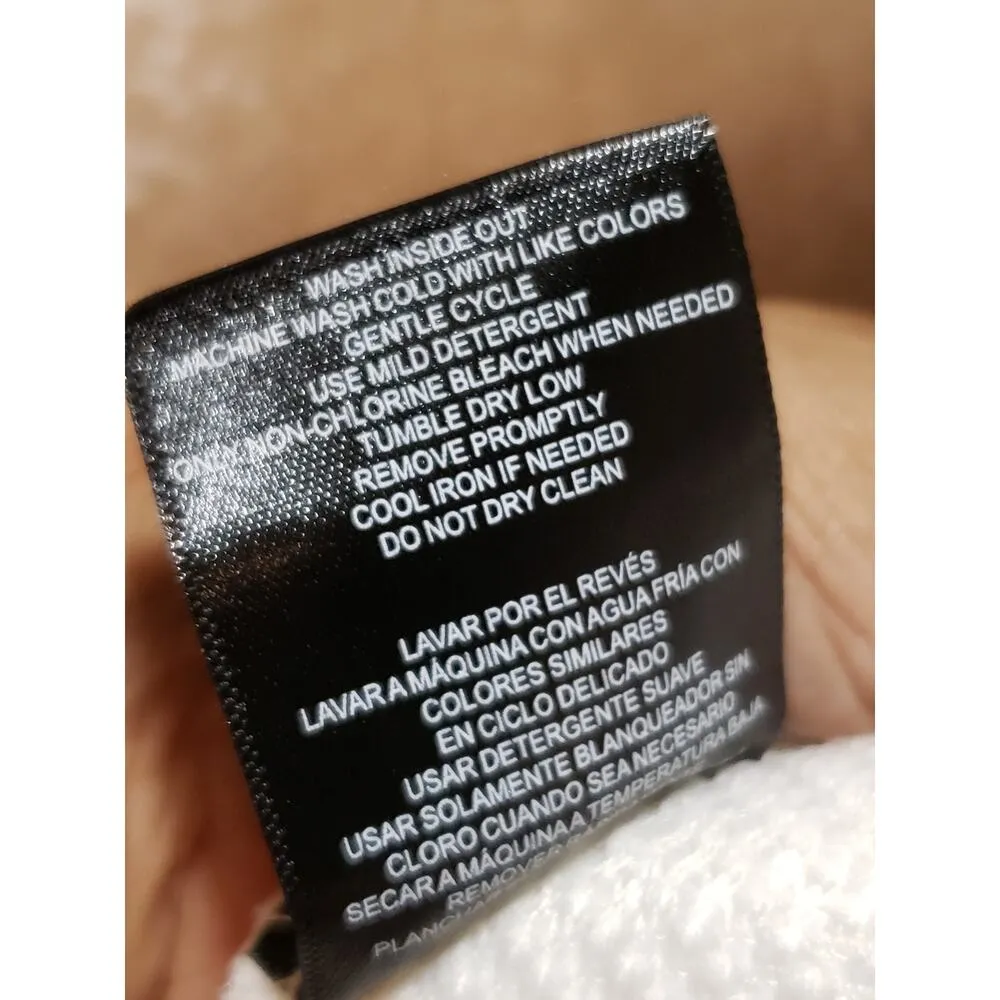 WASH INSIDE OUT
MACHINE WASH COLD WITH LIKE COLORS
GENTLE CYCLE
USE MILD DETERGENT
ONLY NON-CHLORINE BLEACH WHEN NEEDED
TUMBLE DRY LOW
REMOVE PROMPTLY
COOL IRON IF NEEDED
DO NOT DRY CLEAN
LAVAR POR EL REVÉS
LAVAR A MÁQUINA CON AGUA FRÍA CON
COLORES SIMILARES
EN CICLO DELICADO
USAR DETERGENTE SUAVE
USAR SOLAMENTE BLANQUEADOR SIN
CLORO CUANDO SEA NECESARIO
SECAR A MÁQUINA A TEMPERATURA BAJA